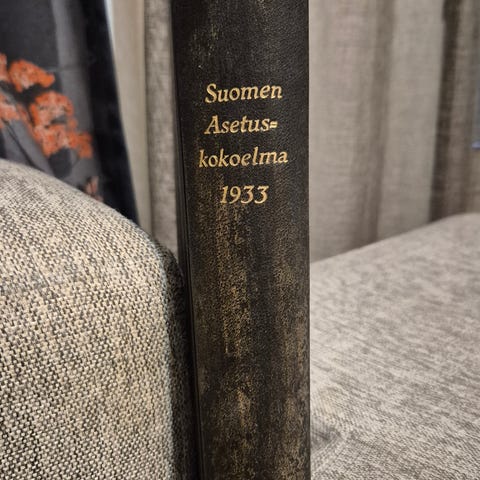 Suomen
Asetus=
kokoelma
1933